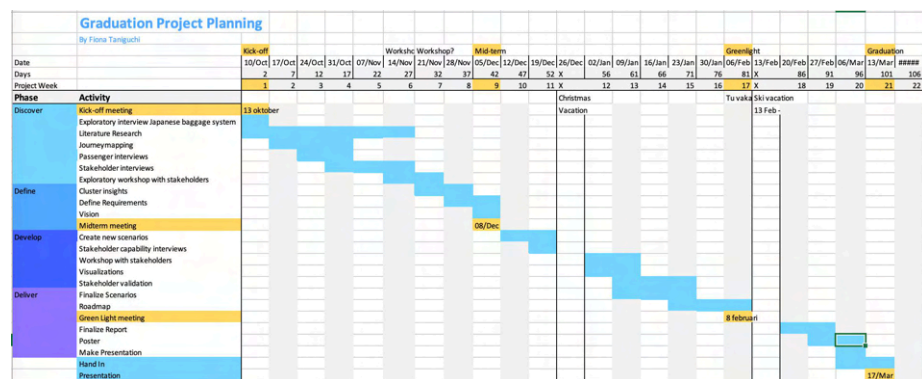 Graduation Project Planning
By Fiona Taniguchi
Kick-off Worksho Workshop? Mid-term Greenlight Graduation
Date 10/Oct 17/Oct 24/Oct 31/Oct 07/Nov 14/Nov 21/Nov 28/Nov 05/Dec 12/Dec 19/Dec 26/Dec 02/Jan 09/Jan 16/Jan 23/Jan 30/Jan 06/Feb 13/Feb 20/Feb 27/Feb 06/Mar 13/Mar #####
Days 2 7 12 17 22 27 32 37 42 47 52 X 56 61 66 71 76 81 X 86 91 96 101 106
Project Week 1 2 3 4 5 6 7 8 9 10 11 X 12 13 14 15 16 17 X 18 19 20 21 22
Phase Activity Christmas Tu vaka Ski vacation
Discover Kick-off meeting 13 oktober Vacation 13 Feb -
Exploratory interview Japanese baggage system
Literature Research
Journeymapping
Passenger interviews
Stakeholder interviews
Exploratory workshop with stakeholders
Define Cluster insights
Define Requirements
Vision
Midterm meeting 08/Dec
Develop Create new scenarios
Stakeholder capability interviews
Workshop with stakeholders
Visualizations
Stakeholder validation
Deliver Finalize Scenarios
Roadmap
Green Light meeting 8 februari
Finalize Report
Poster
Make Presentation
Hand In
Presentation 17/Mar